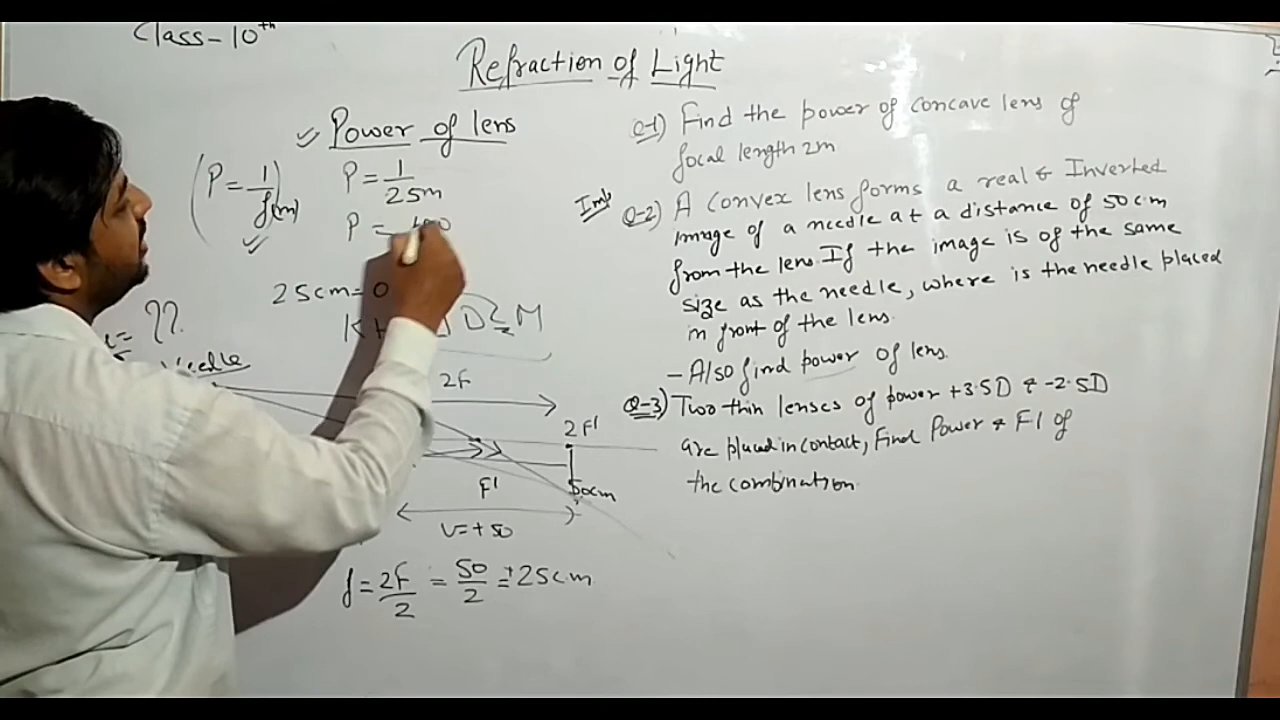 Class-10th
Refraction of Light
Power of lens
P = 1/f(m)
P = 1/25m
P = 100
25cm = 0
K H D D M
= ??
Needle
2F
2F'
F'
50cm
V=+50
f = 2F/2 = 50/2 = +25cm
Q-1) Find the power of concave lens of
focal length 2m
Imp Q-2) A convex lens forms a real & Inverted
image of a needle at a distance of 50cm
from the lens If the image is of the same
size as the needle, where is the needle placed
in front of the lens.
- Also find power of lens.
Q-3) Two thin lenses of power +3.5D & -2.5D
are placed in contact, Find Power & Fl of
the combination